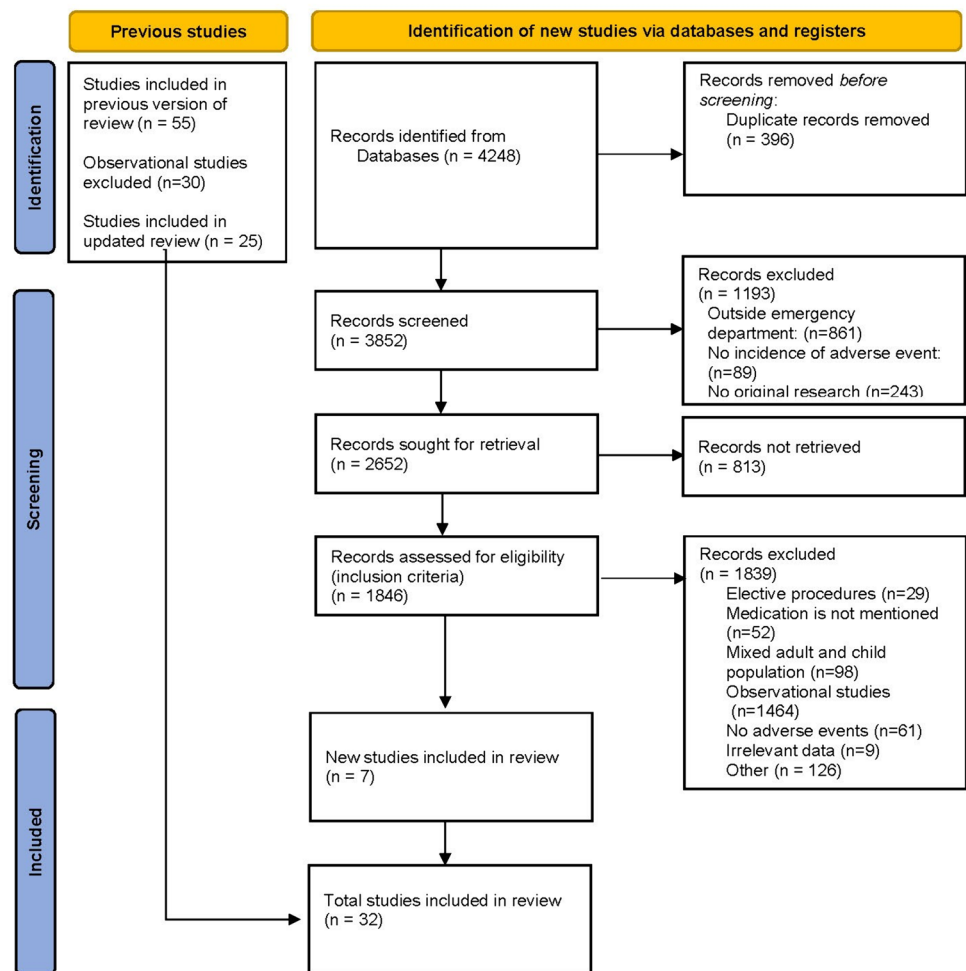 Previous studies
Identification of new studies via databases and registers
Identification
Studies included in
previous version of
review (n = 55)
Observational studies
excluded (n=30)
Studies included in
updated review (n = 25)
Records identified from
Databases (n = 4248)
Records removed before
screening:
Duplicate records removed
(n = 396)
Screening
Records screened
(n = 3852)
Records excluded
(n = 1193)
Outside emergency
department: (n=861)
No incidence of adverse event:
(n=89)
No original research (n=243)
Records sought for retrieval
(n = 2652)
Records not retrieved
(n = 813)
Records assessed for eligibility
(inclusion criteria)
(n = 1846)
Records excluded
(n = 1839)
Elective procedures (n=29)
Medication is not mentioned
(n=52)
Mixed adult and child
population (n=98)
Observational studies
(n=1464)
No adverse events (n=61)
Irrelevant data (n=9)
Other (n = 126)
Included
New studies included in review
(n = 7)
Total studies included in review
(n = 32)